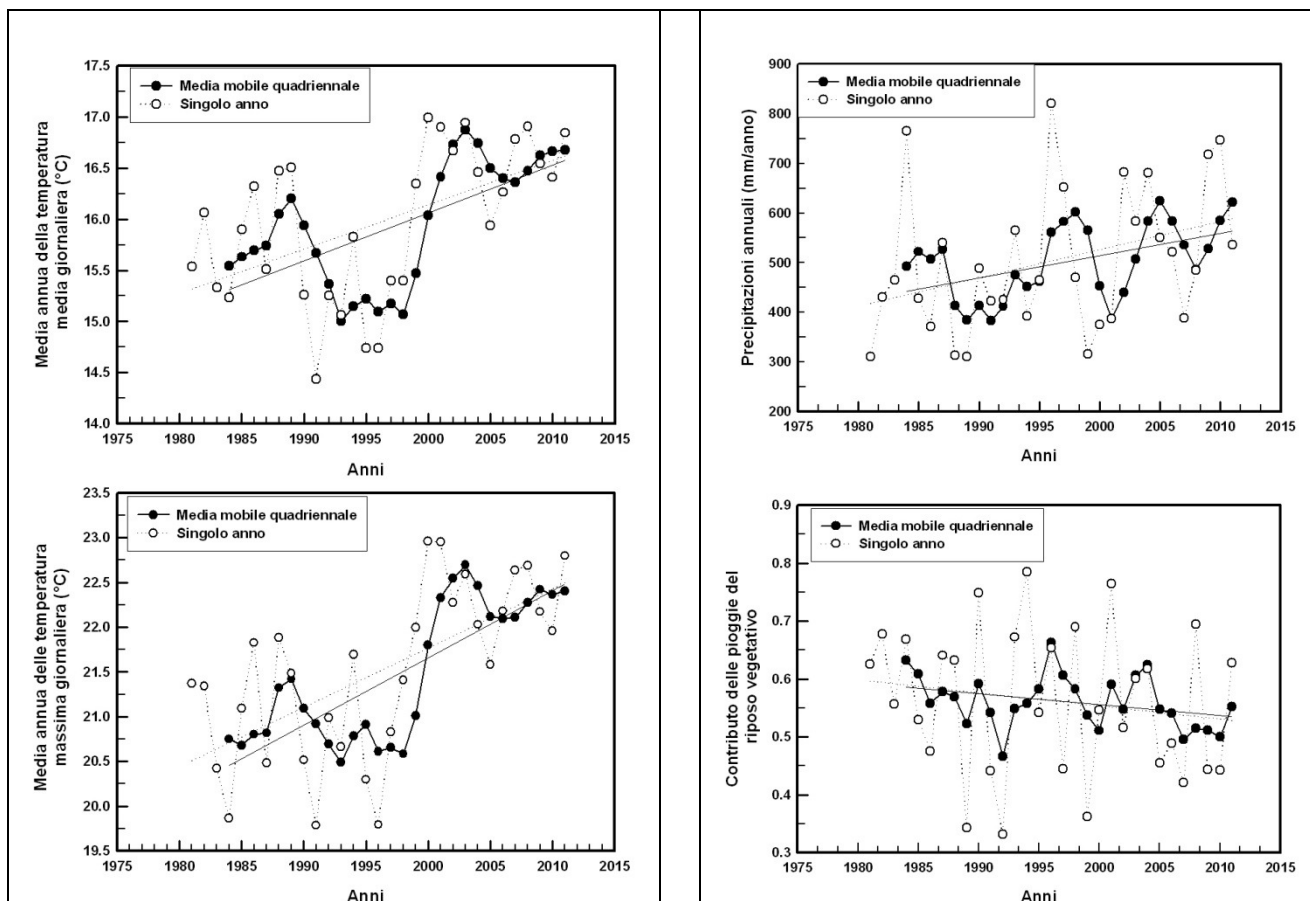 17.5
17.0
16.5
16.0
15.5
15.0
14.5
14.0
Media annua della temperatura
media giornaliera (°C)
Media mobile quadriennale
Singolo anno
1975 1980 1985 1990 1995 2000 2005 2010 2015
Anni
23.5
23.0
22.5
22.0
21.5
21.0
20.5
20.0
19.5
Media annua delle temperatura
massima giornaliera (°C)
Media mobile quadriennale
Singolo anno
1975 1980 1985 1990 1995 2000 2005 2010 2015
Anni
900
800
700
600
500
400
300
200
Precipitazioni annuali (mm/anno)
Media mobile quadriennale
Singolo anno
1975 1980 1985 1990 1995 2000 2005 2010 2015
Anni
0.9
0.8
0.7
0.6
0.5
0.4
0.3
Contributo delle pioggie del
riposo vegetativo
Media mobile quadriennale
Singolo anno
1975 1980 1985 1990 1995 2000 2005 2010 2015
Anni